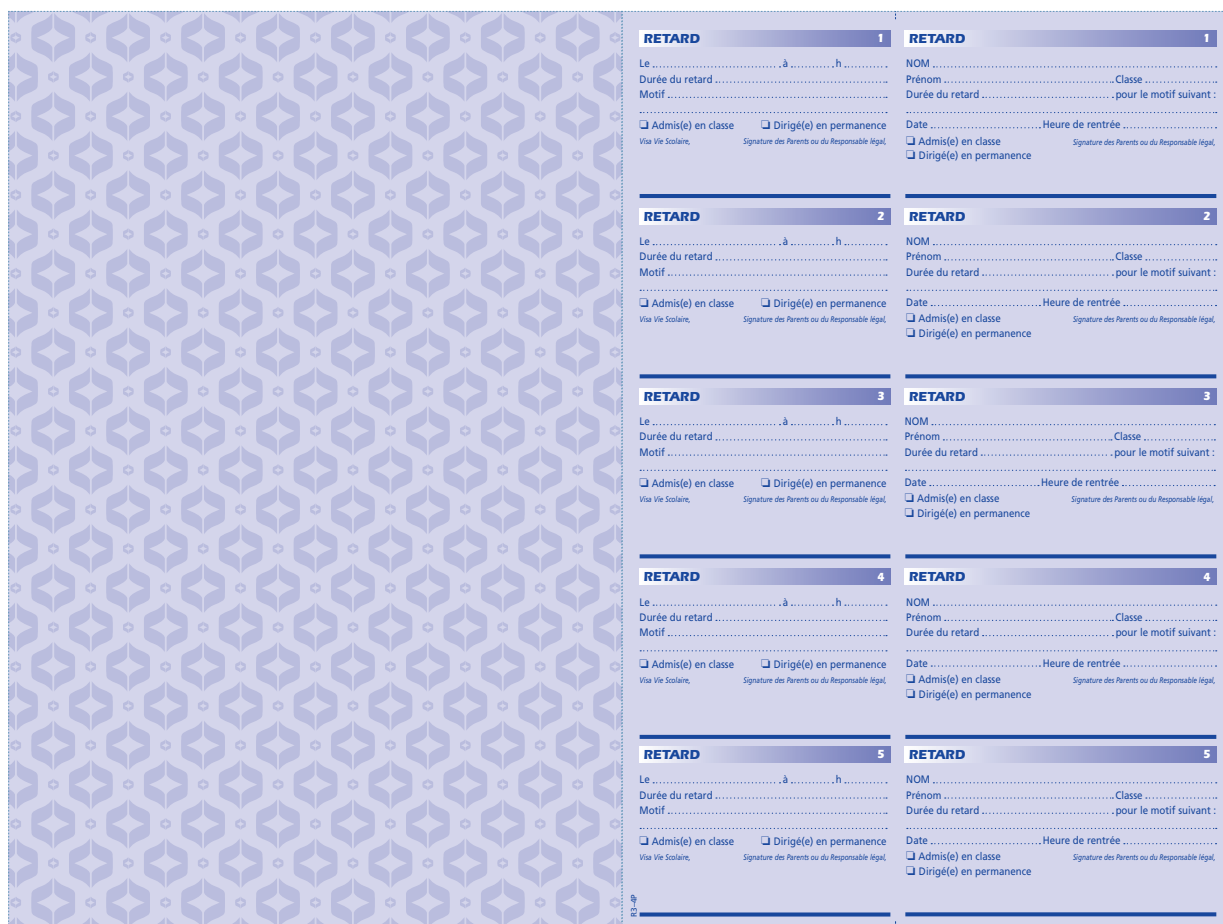 RETARD 1
Le à h
Durée du retard
Motif
❏ Admis(e) en classe ❏ Dirigé(e) en permanence
Visa Vie Scolaire, Signature des Parents ou du Responsable légal,
RETARD 1
NOM
Prénom Classe
Durée du retard pour le motif suivant :
Date Heure de rentrée
❏ Admis(e) en classe Signature des Parents ou du Responsable légal,
❏ Dirigé(e) en permanence
RETARD 2
Le à h
Durée du retard
Motif
❏ Admis(e) en classe ❏ Dirigé(e) en permanence
Visa Vie Scolaire, Signature des Parents ou du Responsable légal,
RETARD 2
NOM
Prénom Classe
Durée du retard pour le motif suivant :
Date Heure de rentrée
❏ Admis(e) en classe Signature des Parents ou du Responsable légal,
❏ Dirigé(e) en permanence
RETARD 3
Le à h
Durée du retard
Motif
❏ Admis(e) en classe ❏ Dirigé(e) en permanence
Visa Vie Scolaire, Signature des Parents ou du Responsable légal,
RETARD 3
NOM
Prénom Classe
Durée du retard pour le motif suivant :
Date Heure de rentrée
❏ Admis(e) en classe Signature des Parents ou du Responsable légal,
❏ Dirigé(e) en permanence
RETARD 4
Le à h
Durée du retard
Motif
❏ Admis(e) en classe ❏ Dirigé(e) en permanence
Visa Vie Scolaire, Signature des Parents ou du Responsable légal,
RETARD 4
NOM
Prénom Classe
Durée du retard pour le motif suivant :
Date Heure de rentrée
❏ Admis(e) en classe Signature des Parents ou du Responsable légal,
❏ Dirigé(e) en permanence
RETARD 5
Le à h
Durée du retard
Motif
❏ Admis(e) en classe ❏ Dirigé(e) en permanence
Visa Vie Scolaire, Signature des Parents ou du Responsable légal,
RETARD 5
NOM
Prénom Classe
Durée du retard pour le motif suivant :
Date Heure de rentrée
❏ Admis(e) en classe Signature des Parents ou du Responsable légal,
❏ Dirigé(e) en permanence
R3-4P